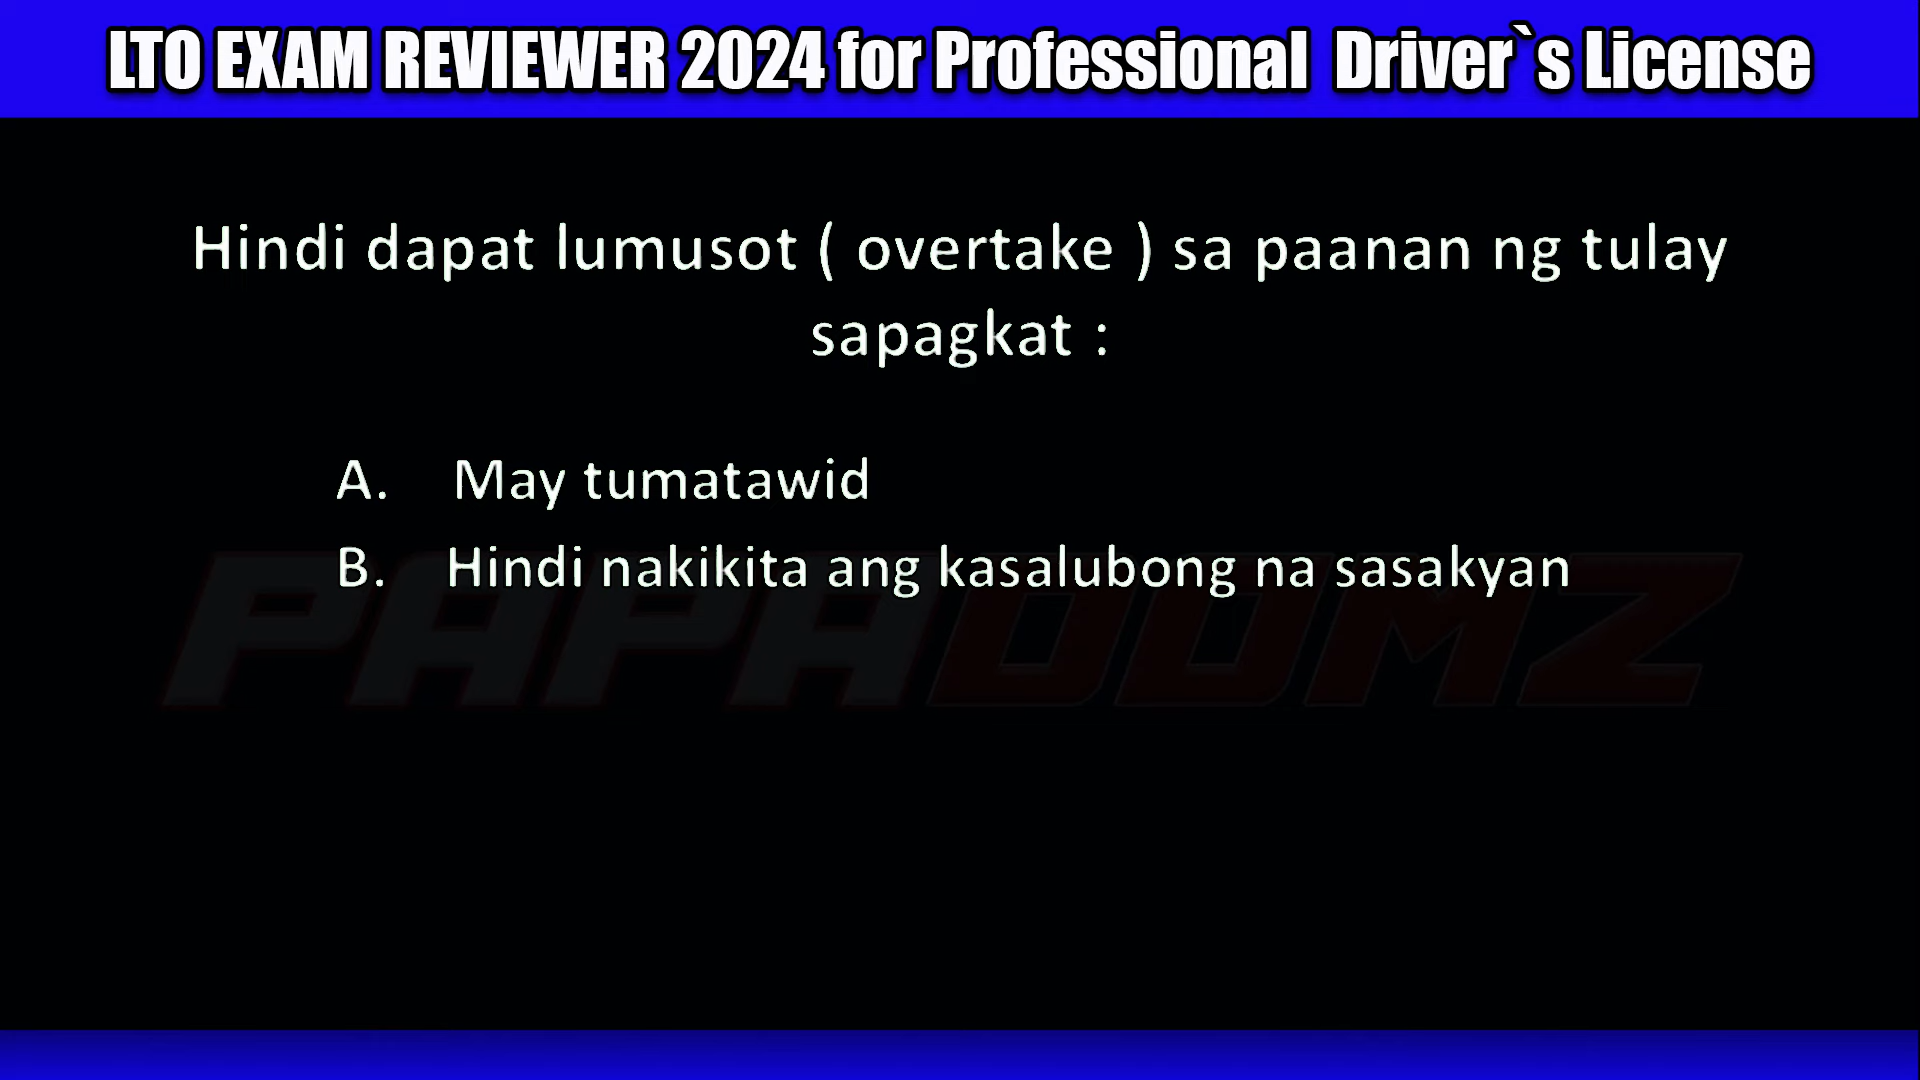 LTO EXAM REVIEWER 2024 for Professional Driver`s License
Hindi dapat lumusot ( overtake ) sa paanan ng tulay
sapagkat :
A. May tumatawid
B. Hindi nakikita ang kasalubong na sasakyan
PAPADOMZ